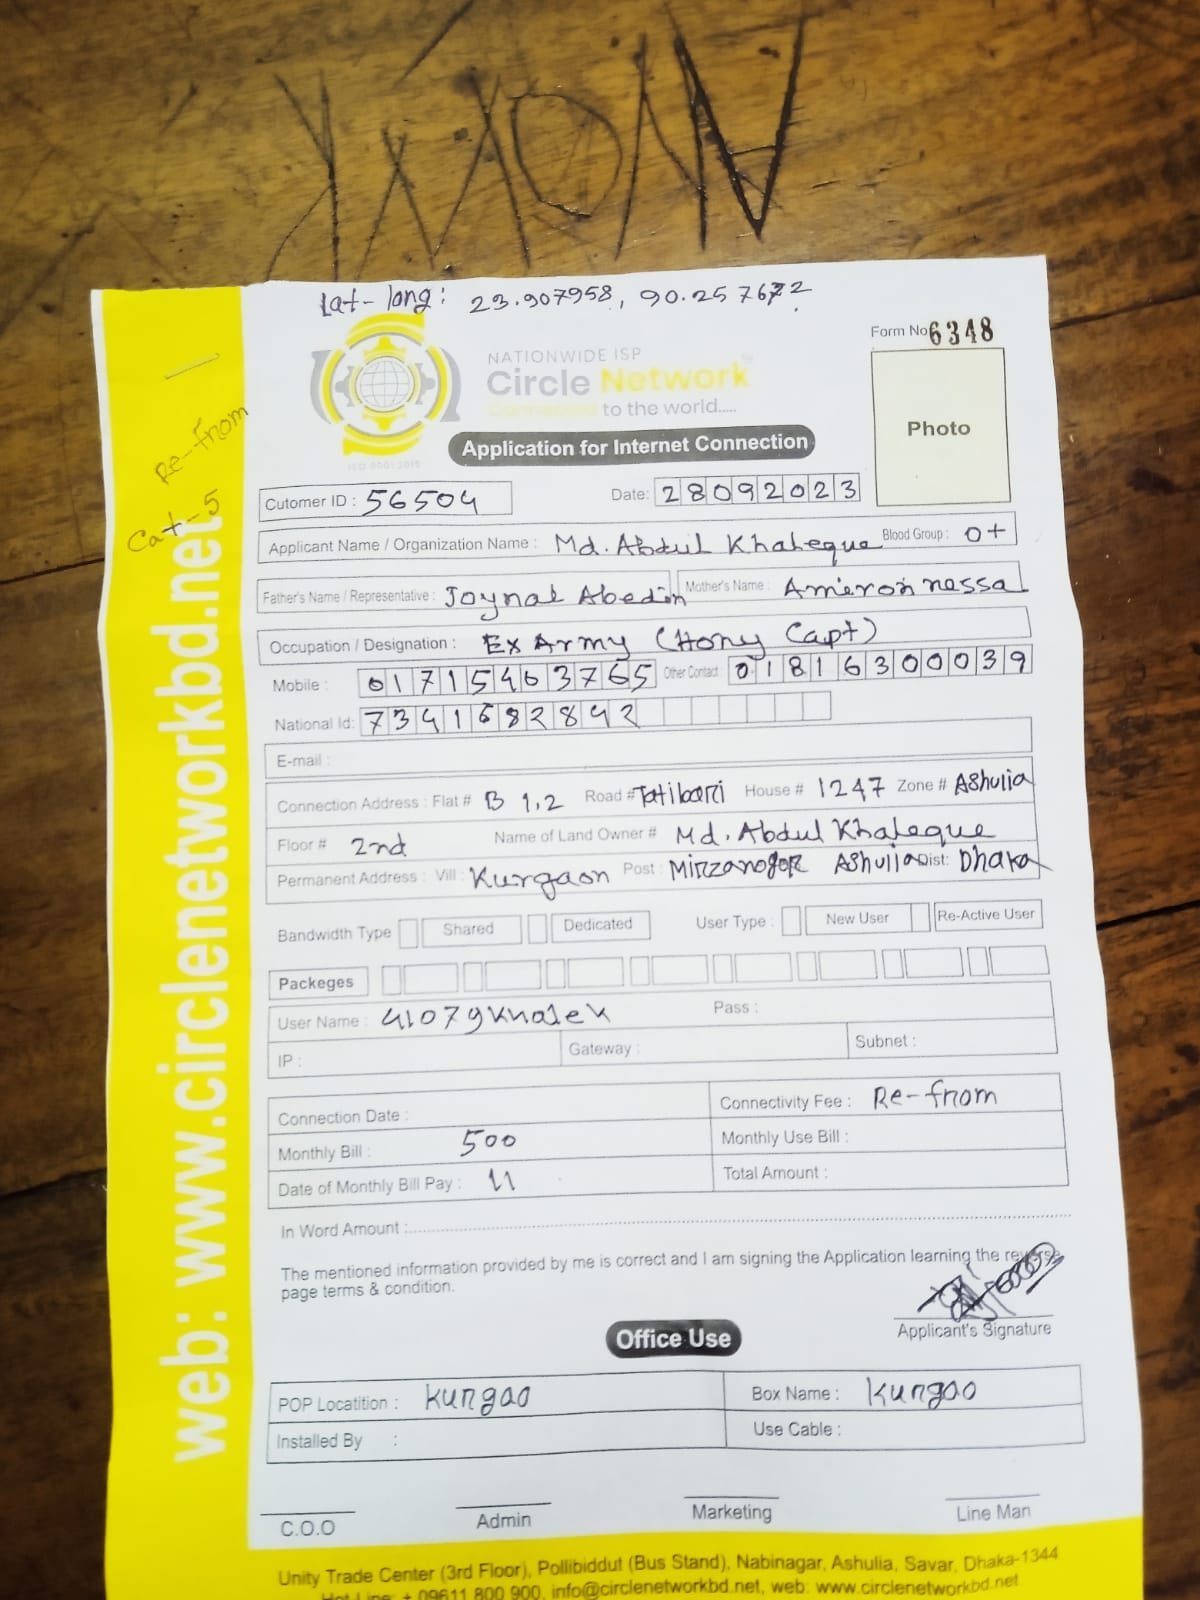 Lat-long: 23.907958, 90.257672
Form No 6348
NATIONWIDE ISP
Circle Network
Connected to the world.....
ISO 9001:2015
Photo
Application for Internet Connection
Re-from
Cat-5
Cutomer ID : 56504
Date: 28092023
Applicant Name / Organization Name : Md. Abdul Khaleque Blood Group : O+
Father's Name / Representative : Joynal Abedin Mother's Name : Ameron nessa
Occupation / Designation : Ex Army (Hony Capt)
Mobile : 01715463765 Other Contact : 01816300039
National Id: 7341682842
E-mail :
Connection Address : Flat # B 1,2 Road # Tatibari House # 1247 Zone # Ashulia
Floor # 2nd Name of Land Owner # Md. Abdul Khaleque
Permanent Address : Vill : Kurgaon Post : Mirzanogor Ashulia Dist: Dhaka
Bandwidth Type Shared Dedicated User Type : New User Re-Active User
Packeges
User Name : 41079khalek Pass :
IP : Gateway : Subnet :
Connection Date : Connectivity Fee : Re-from
Monthly Bill : 500 Monthly Use Bill :
Date of Monthly Bill Pay : 11 Total Amount :
In Word Amount :
The mentioned information provided by me is correct and I am signing the Application learning the reverse
page terms & condition.
Applicant's Signature
Office Use
POP Locatition : Kurgao Box Name : Kurgao
Installed By : Use Cable :
C.O.O Admin Marketing Line Man
Unity Trade Center (3rd Floor), Pollibiddut (Bus Stand), Nabinagar, Ashulia, Savar, Dhaka-1344
Hot Line: + 09611 800 900, info@circlenetworkbd.net, web: www.circlenetworkbd.net
web: www.circlenetworkbd.net